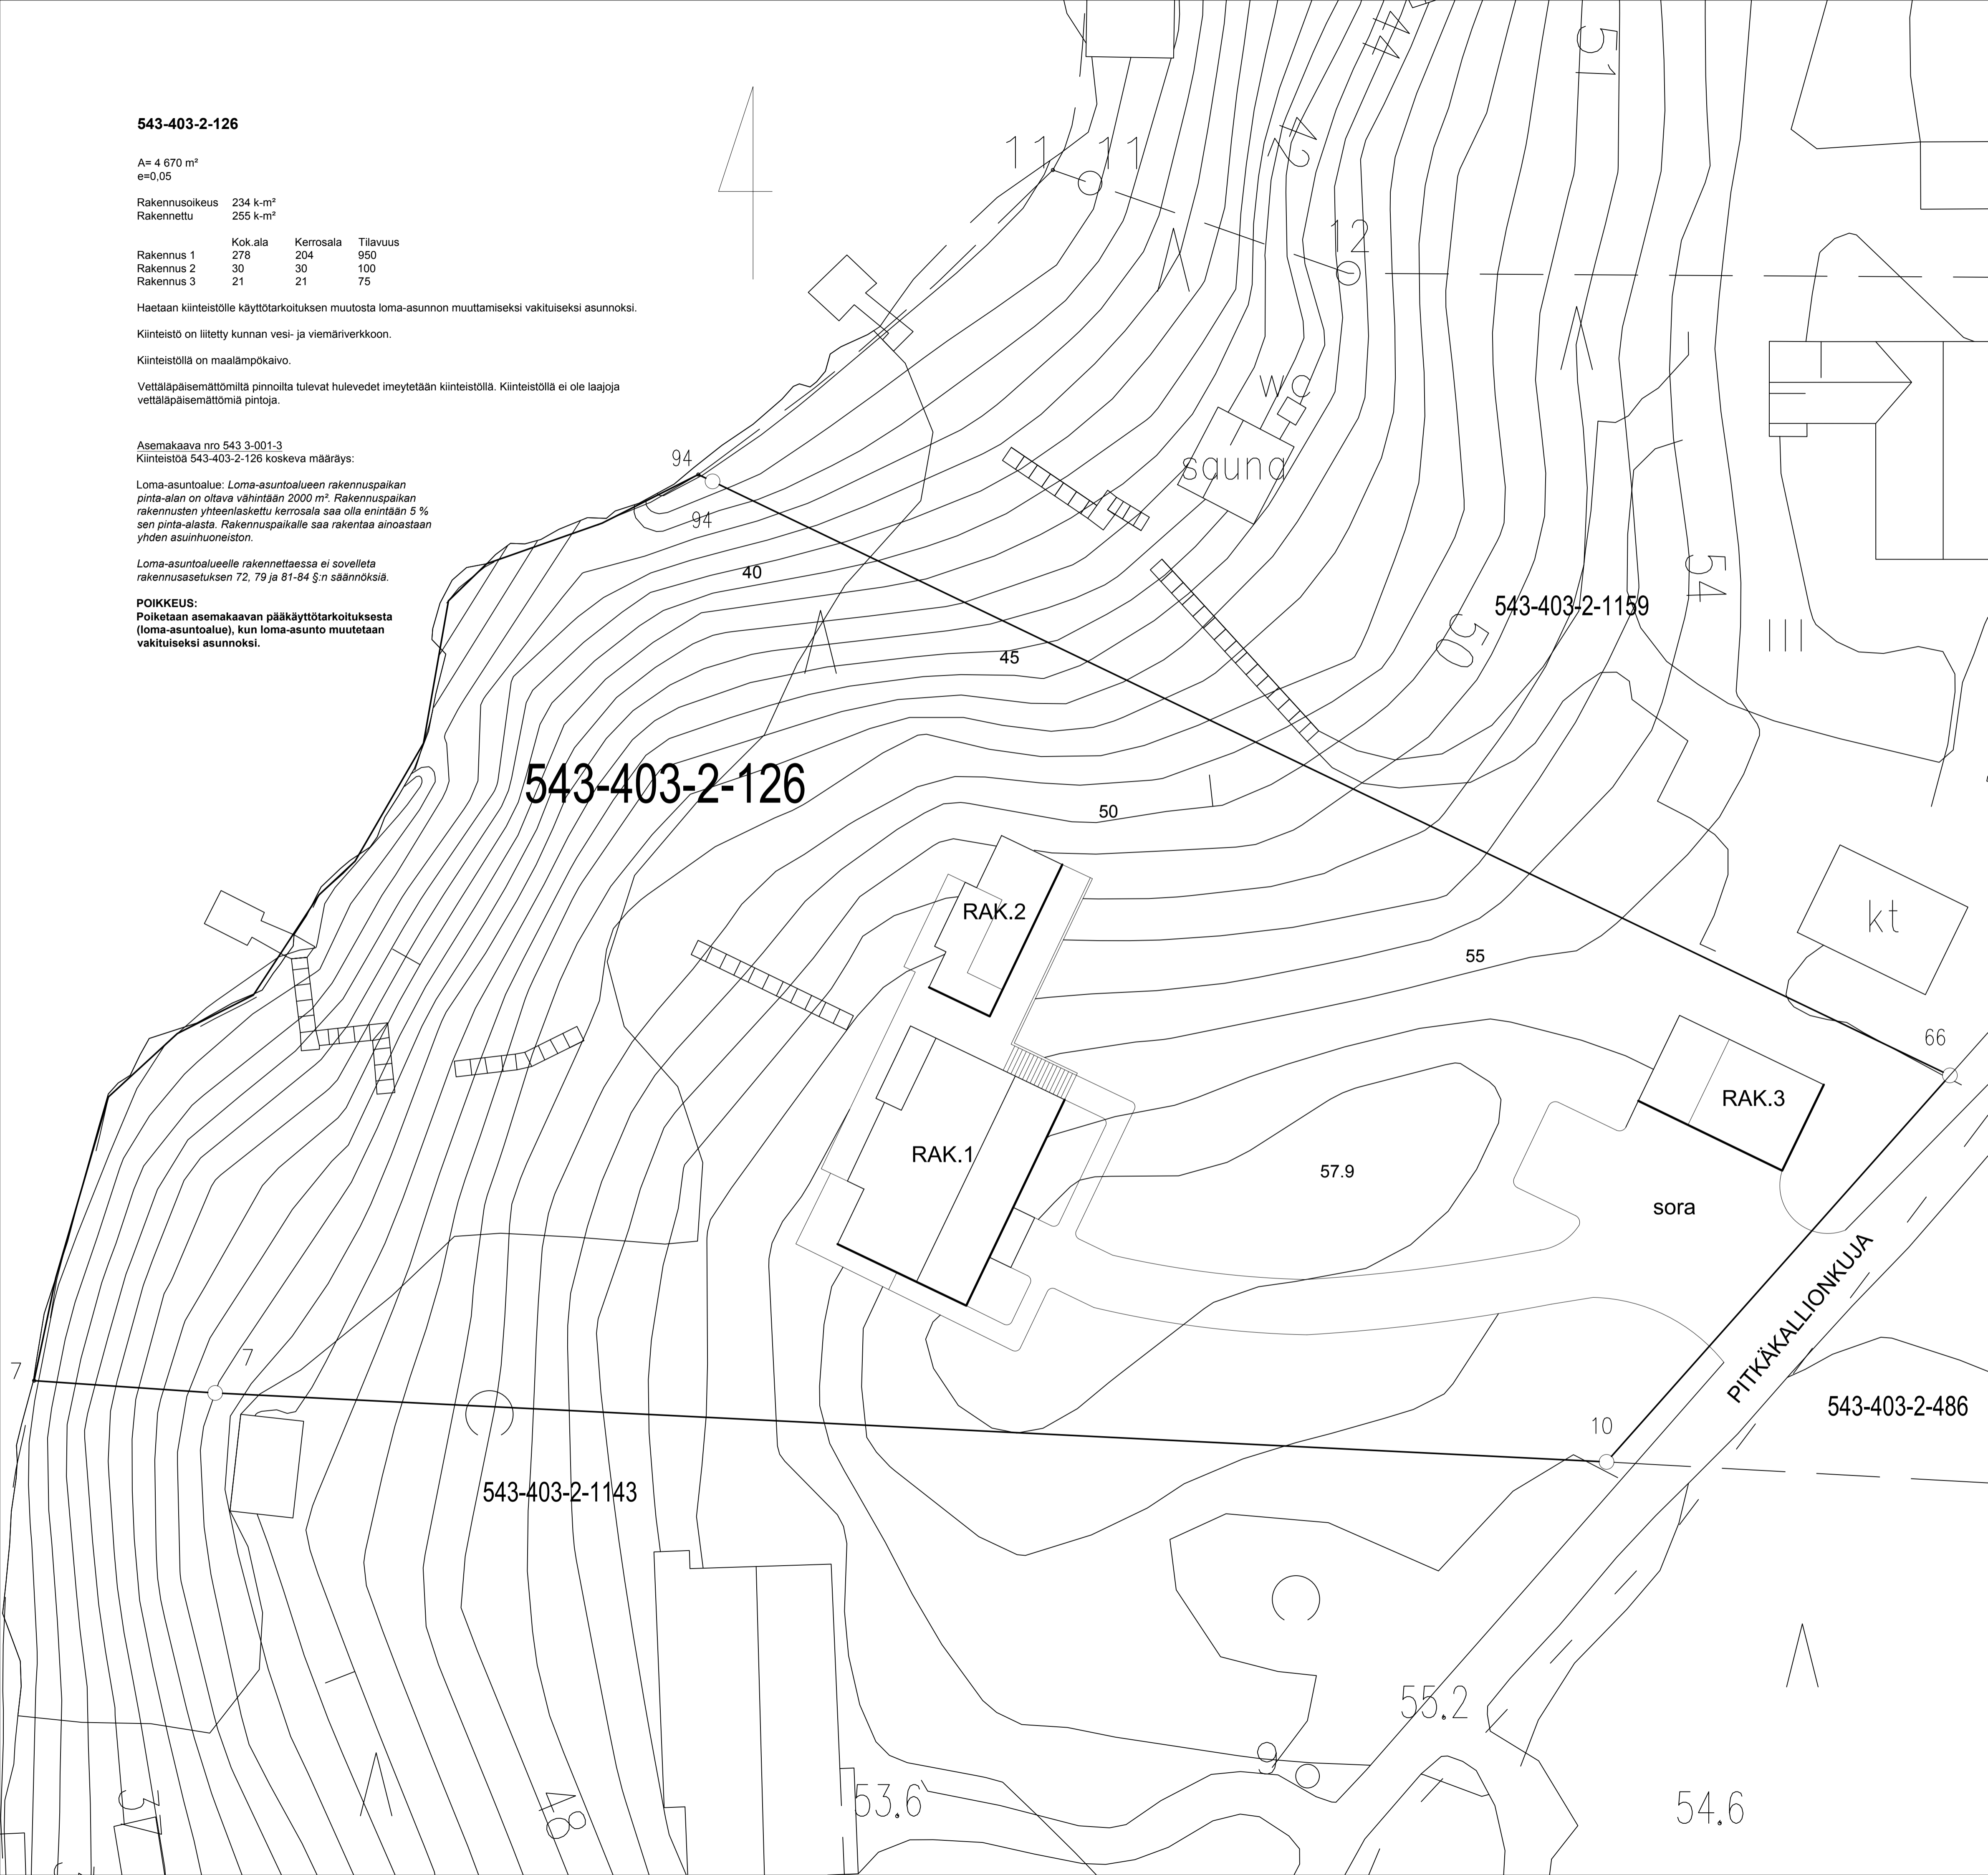 543-403-2-126
A= 4 670 m²
e=0,05
Rakennusoikeus 234 k-m²
Rakennettu 255 k-m²
Kok.ala Kerrosala Tilavuus
Rakennus 1 278 204 950
Rakennus 2 30 30 100
Rakennus 3 21 21 75
Haetaan kiinteistölle käyttötarkoituksen muutosta loma-asunnon muuttamiseksi vakituiseksi asunnoksi.
Kiinteistö on liitetty kunnan vesi- ja viemäriverkkoon.
Kiinteistöllä on maalämpökaivo.
Vettäläpäisemättömiltä pinnoilta tulevat hulevedet imeytetään kiinteistöllä. Kiinteistöllä ei ole laajoja
vettäläpäisemättömiä pintoja.
Asemakaava nro 543 3-001-3
Kiinteistöä 543-403-2-126 koskeva määräys:
Loma-asuntoalue: Loma-asuntoalueen rakennuspaikan
pinta-alan on oltava vähintään 2000 m². Rakennuspaikan
rakennusten yhteenlaskettu kerrosala saa olla enintään 5 %
sen pinta-alasta. Rakennuspaikalle saa rakentaa ainoastaan
yhden asuinhuoneiston.
Loma-asuntoalueelle rakennettaessa ei sovelleta
rakennusasetuksen 72, 79 ja 81-84 §:n säännöksiä.
POIKKEUS:
Poiketaan asemakaavan pääkäyttötarkoituksesta
(loma-asuntoalue), kun loma-asunto muutetaan
vakituiseksi asunnoksi.
44
51
11
11
42
12
wc
sauna
94
94
40
54
543-403-2-1159
50
III
45
543-403-2-126
50
RAK.2
kt
55
66
RAK.3
RAK.1
57.9
sora
PITKÄKALLIONKUJA
7
7
543-403-2-486
10
543-403-2-1143
55.2
9
53.6
48
37
54.6